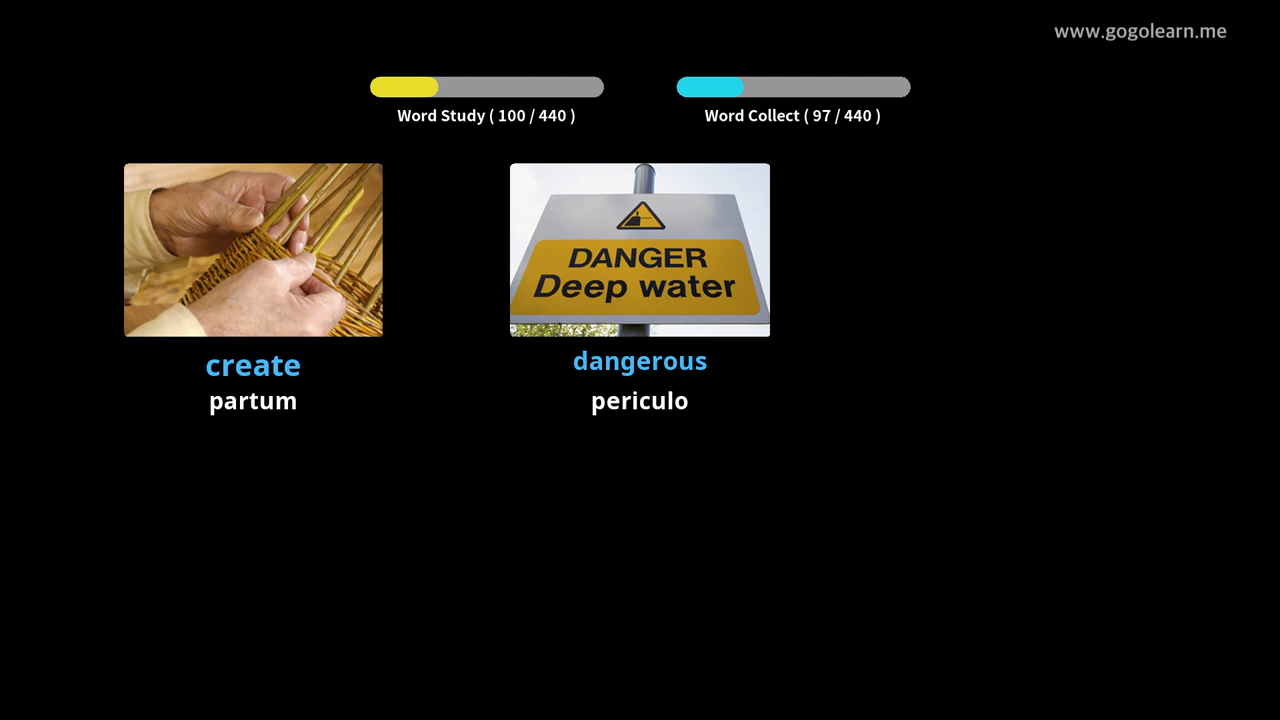 www.gogolearn.me
Word Study ( 100 / 440 )
Word Collect ( 97 / 440 )
DANGER
Deep water
create
partum
dangerous
periculo